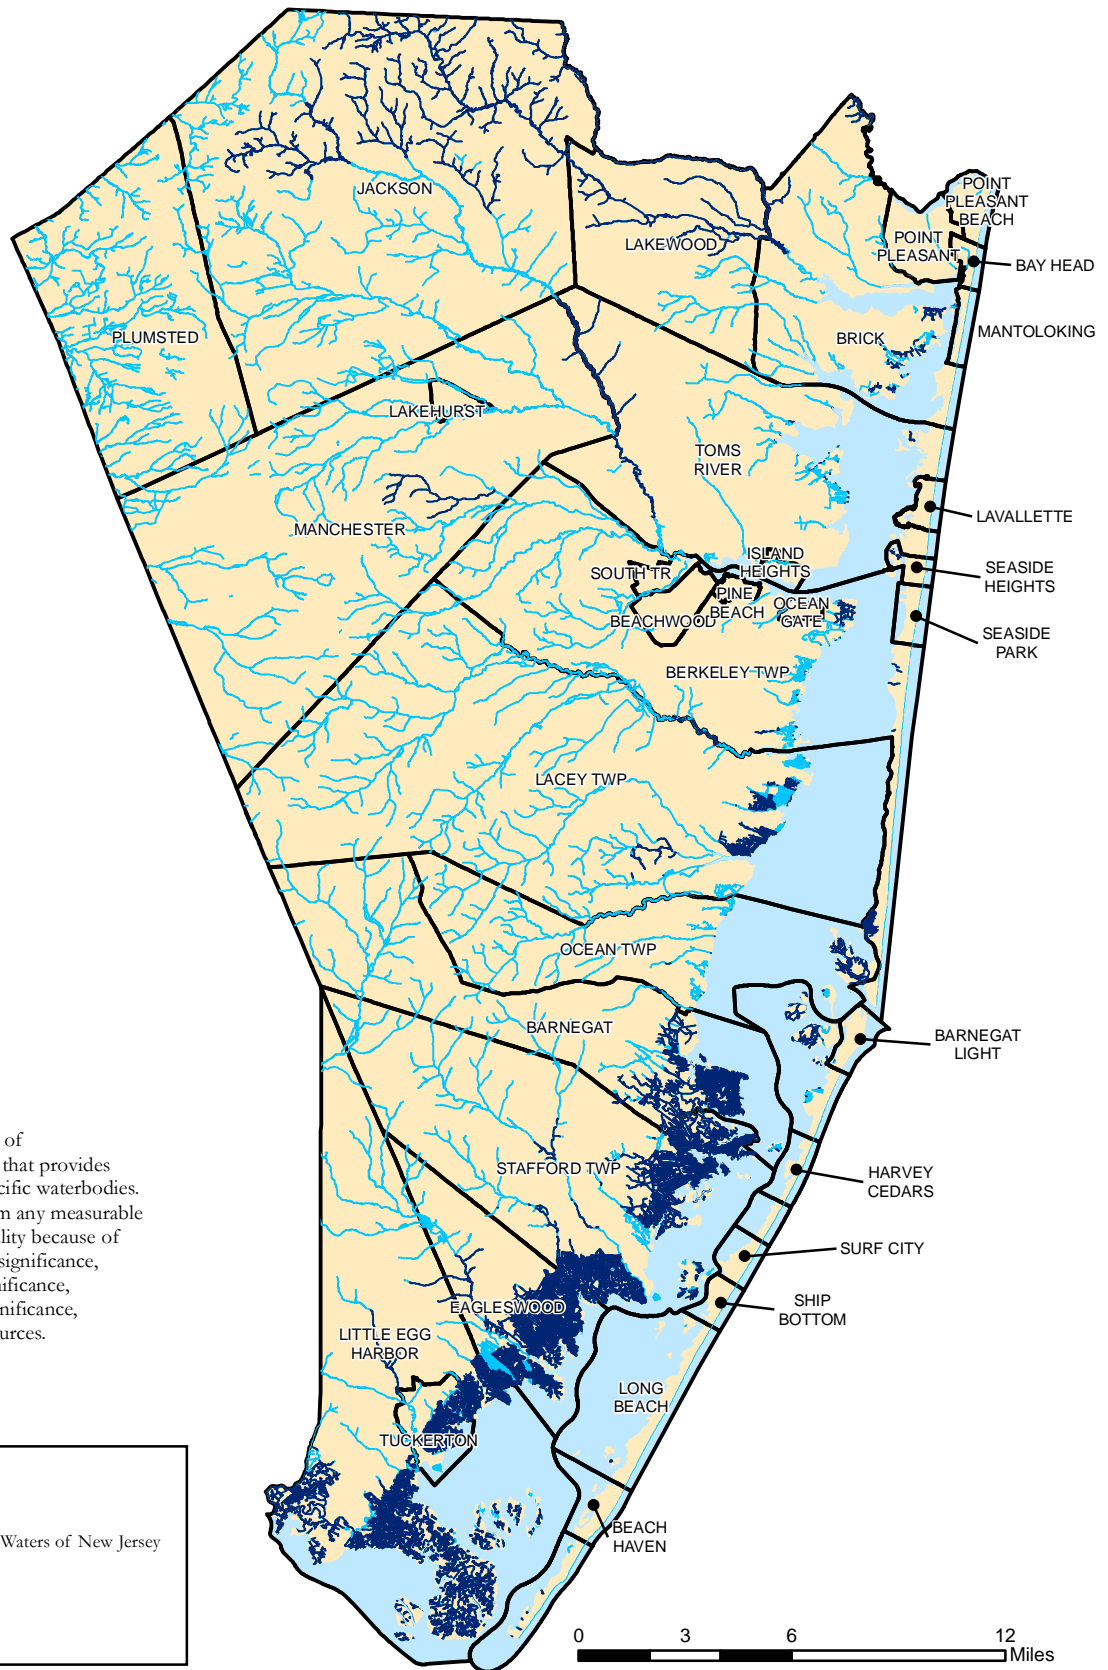 JACKSON
POINT
PLEASANT
BEACH
LAKEWOOD
POINT
PLEASANT
BAY HEAD
PLUMSTED
BRICK
MANTOLOKING
LAKEHURST
TOMS
RIVER
MANCHESTER
LAVALLETTE
ISLAND
HEIGHTS
SOUTH TR
SEASIDE
HEIGHTS
PINE
BEACH
BEACHWOOD
OCEAN
GATE
SEASIDE
PARK
BERKELEY TWP
LACEY TWP
OCEAN TWP
BARNEGAT
BARNEGAT
LIGHT
of
that provides
cific waterbodies.
m any measurable
ality because of
significance,
nificance,
nificance,
urces.
STAFFORD TWP
HARVEY
CEDARS
SURF CITY
EAGLESWOOD
SHIP
BOTTOM
LITTLE EGG
HARBOR
LONG
BEACH
TUCKERTON
BEACH
HAVEN
Waters of New Jersey
0 3 6 12
Miles